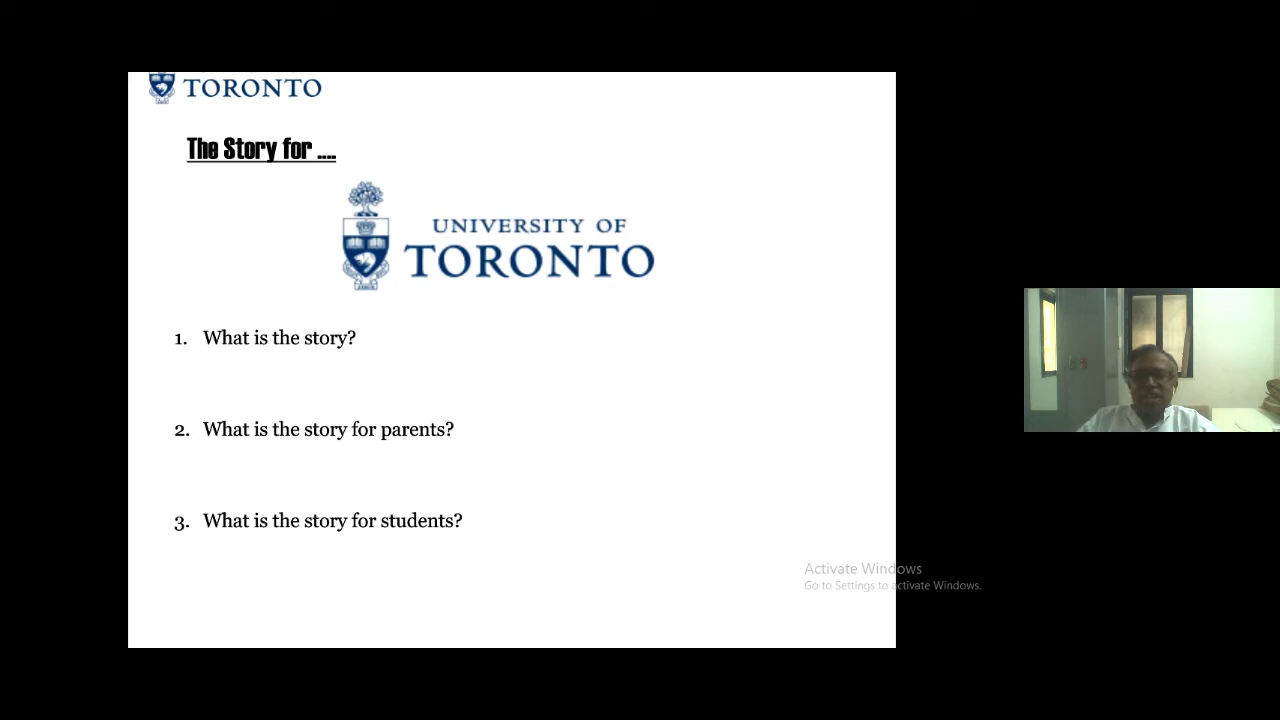 TORONTO
The Story for ....
UNIVERSITY OF
TORONTO
1. What is the story?
2. What is the story for parents?
3. What is the story for students?
Activate Windows
Go to Settings to activate Windows.